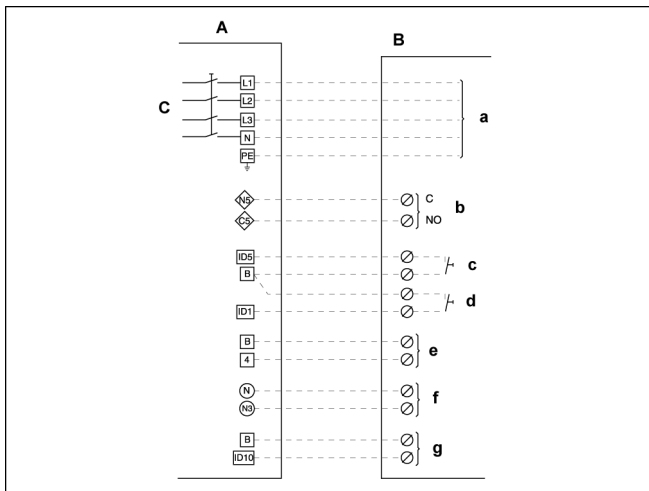 A B
L1
C L2
L3 a
N
PE
N5 C
C5 NO b
ID5
B c
ID1 d
B
4 e
N
N3 f
B
ID10 g